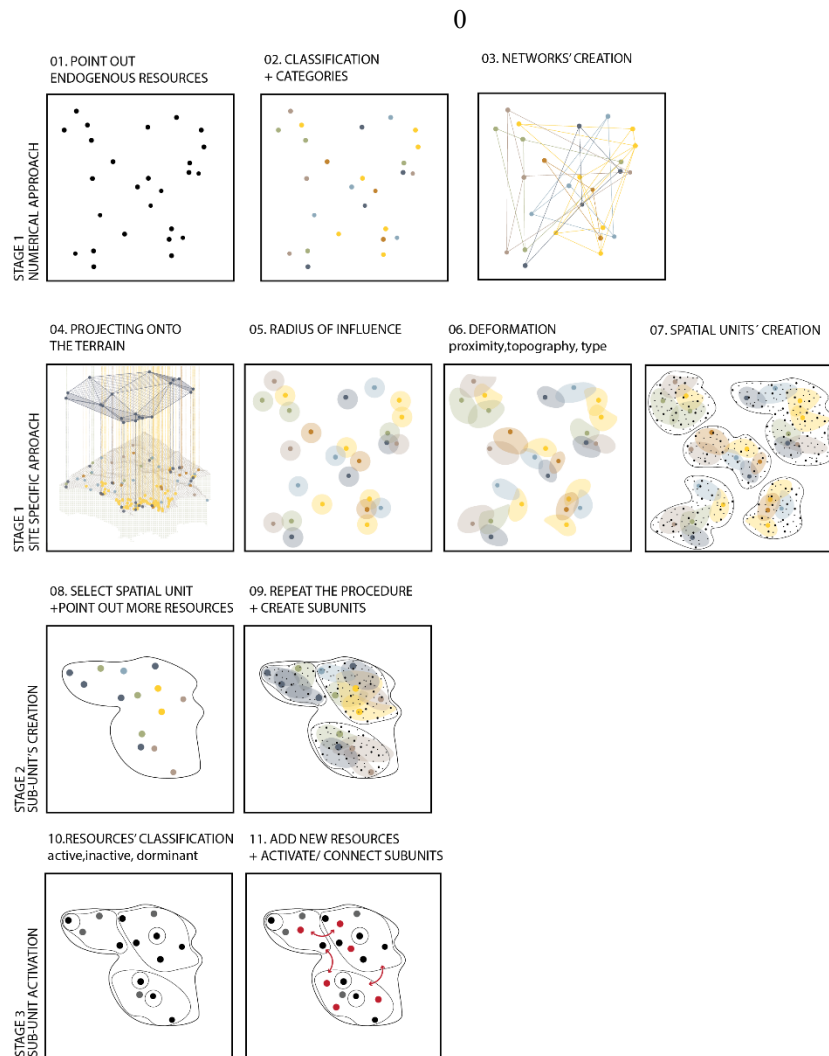 0
01. POINT OUT
ENDOGENOUS RESOURCES
02. CLASSIFICATION
+ CATEGORIES
03. NETWORKS' CREATION
STAGE 1
NUMERICAL APPROACH
04. PROJECTING ONTO
THE TERRAIN
05. RADIUS OF INFLUENCE
06. DEFORMATION
proximity,topography, type
07. SPATIAL UNITS´ CREATION
STAGE 1
SITE SPECIFIC APROACH
08. SELECT SPATIAL UNIT
+POINT OUT MORE RESOURCES
09. REPEAT THE PROCEDURE
+ CREATE SUBUNITS
STAGE 2
SUB-UNIT'S CREATION
10.RESOURCES' CLASSIFICATION
active,inactive, dormant
11. ADD NEW RESOURCES
+ ACTIVATE/ CONNECT SUBUNITS
STAGE 3
SUB-UNIT ACTIVATION